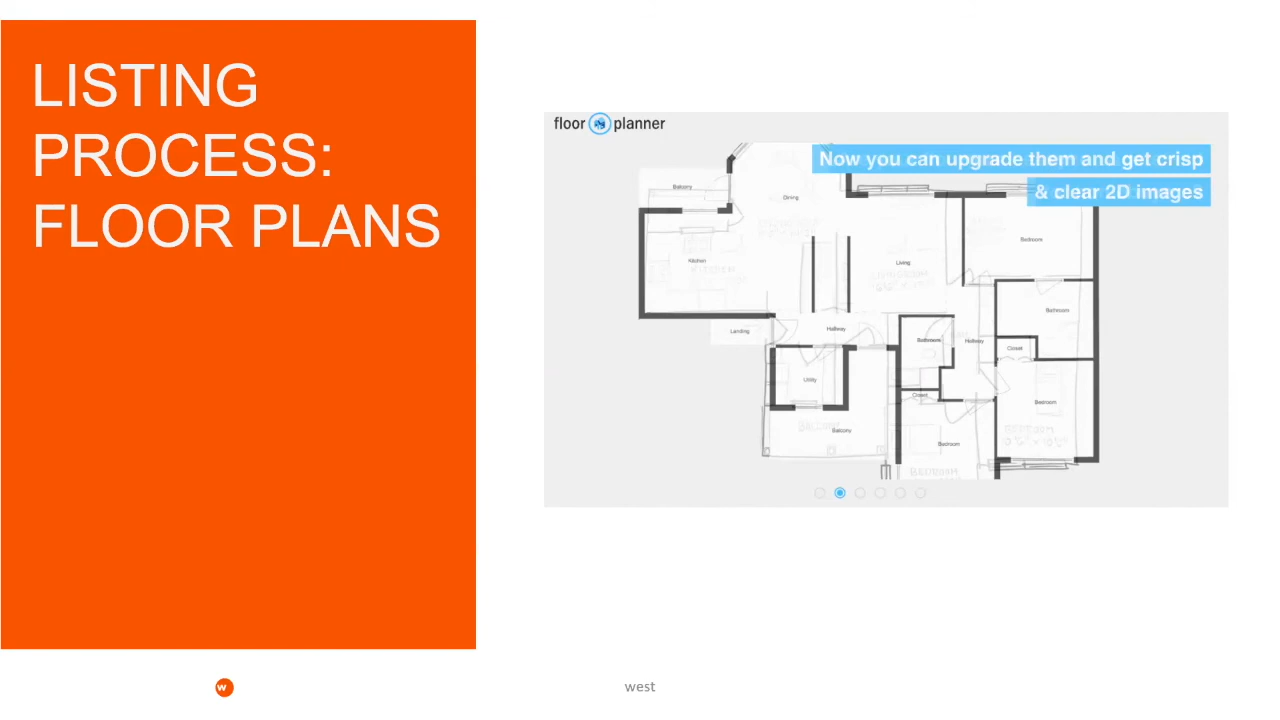 LISTING
PROCESS:
FLOOR PLANS
floor planner
Now you can upgrade them and get crisp
& clear 2D images
Balcony
Dining
Bedroom
Kitchen
Living
Bathroom
Landing
Hallway
Bathroom
Hallway
Closet
Utility
Closet
Bedroom
Balcony
Bedroom
w
west